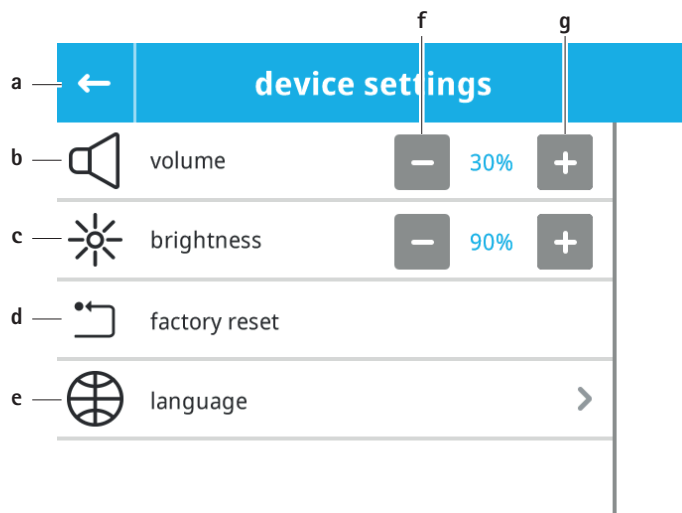 f g
a device settings
b volume 30%
c brightness 90%
d factory reset
e language